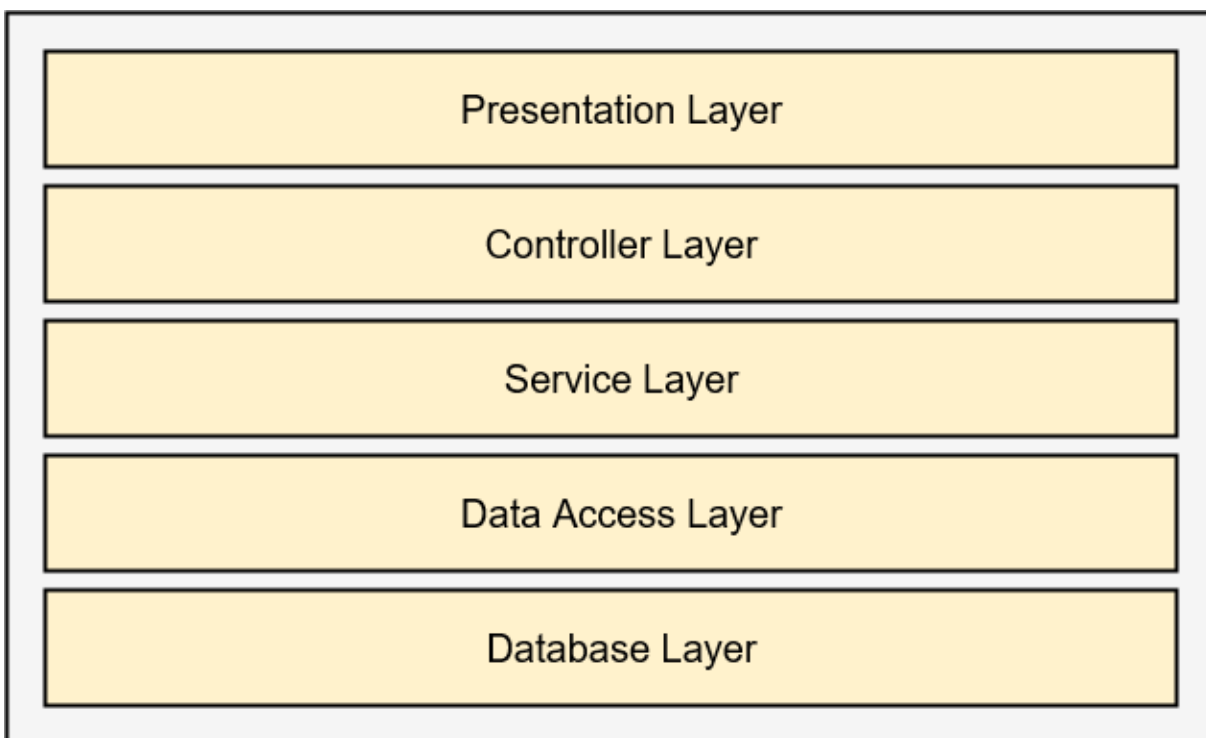 Presentation Layer
Controller Layer
Service Layer
Data Access Layer
Database Layer